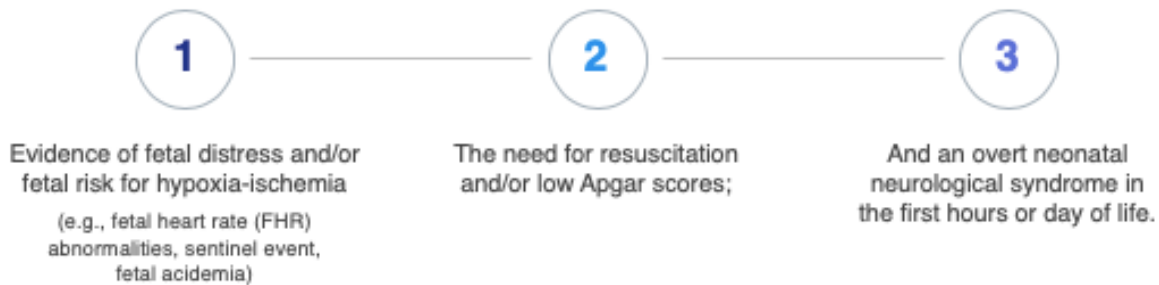 1
Evidence of fetal distress and/or
fetal risk for hypoxia-ischemia
(e.g., fetal heart rate (FHR)
abnormalities, sentinel event,
fetal acidemia)
2
The need for resuscitation
and/or low Apgar scores;
3
And an overt neonatal
neurological syndrome in
the first hours or day of life.